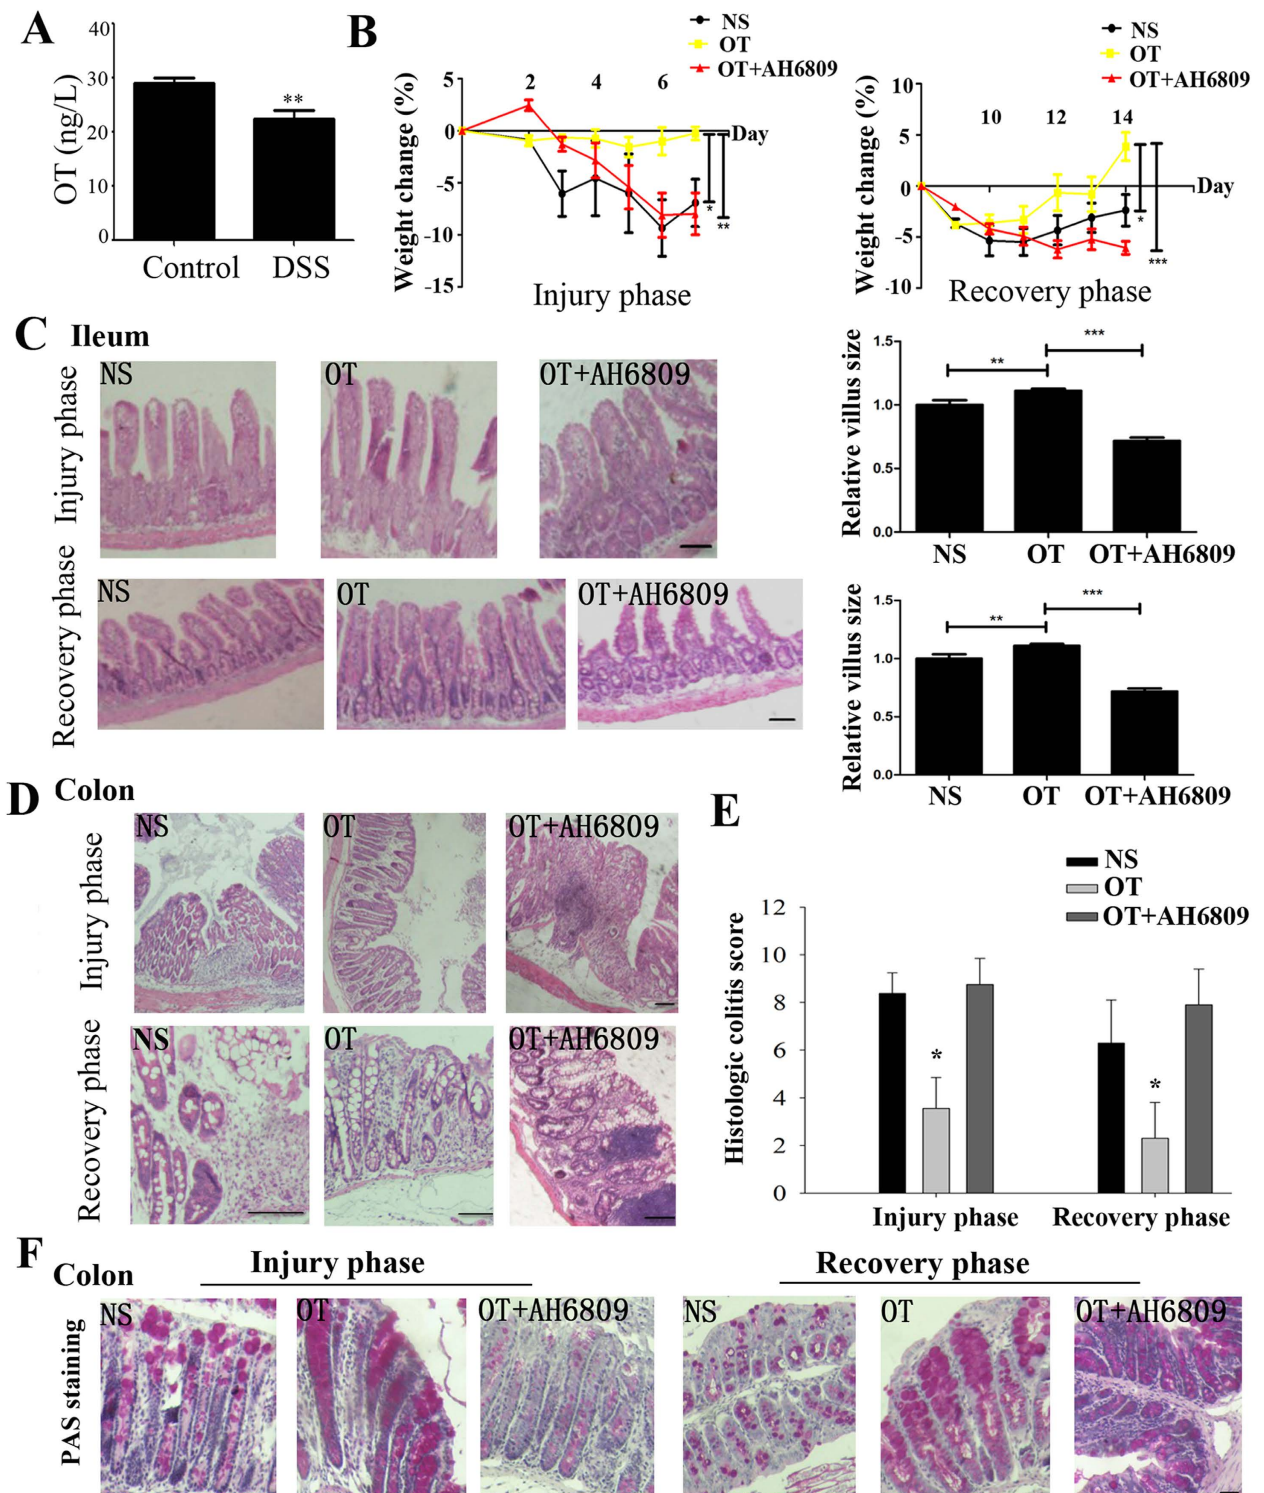 A
OT (ng/L)
40
30
20
10
0
**
Control DSS
B
NS
OT
OT+AH6809
Weight change (%)
5
0
-5
-10
-15
2 4 6
Day
*
**
Injury phase
NS
OT
OT+AH6809
Weight change (%)
10
5
0
-5
-10
10 12 14
Day
*
***
Recovery phase
C Ileum
Injury phase
NS OT OT+AH6809
Recovery phase
NS OT OT+AH6809
Relative villus size
1.5
1.0
0.5
0.0
**
***
NS OT OT+AH6809
Relative villus size
1.5
1.0
0.5
0.0
**
***
NS OT OT+AH6809
D Colon
Injury phase
NS OT OT+AH6809
Recovery phase
NS OT OT+AH6809
E
NS
OT
OT+AH6809
Histologic colitis score
12
10
8
6
4
2
0
*
*
Injury phase Recovery phase
F Colon
Injury phase Recovery phase
PAS staining
NS OT OT+AH6809 NS OT OT+AH6809